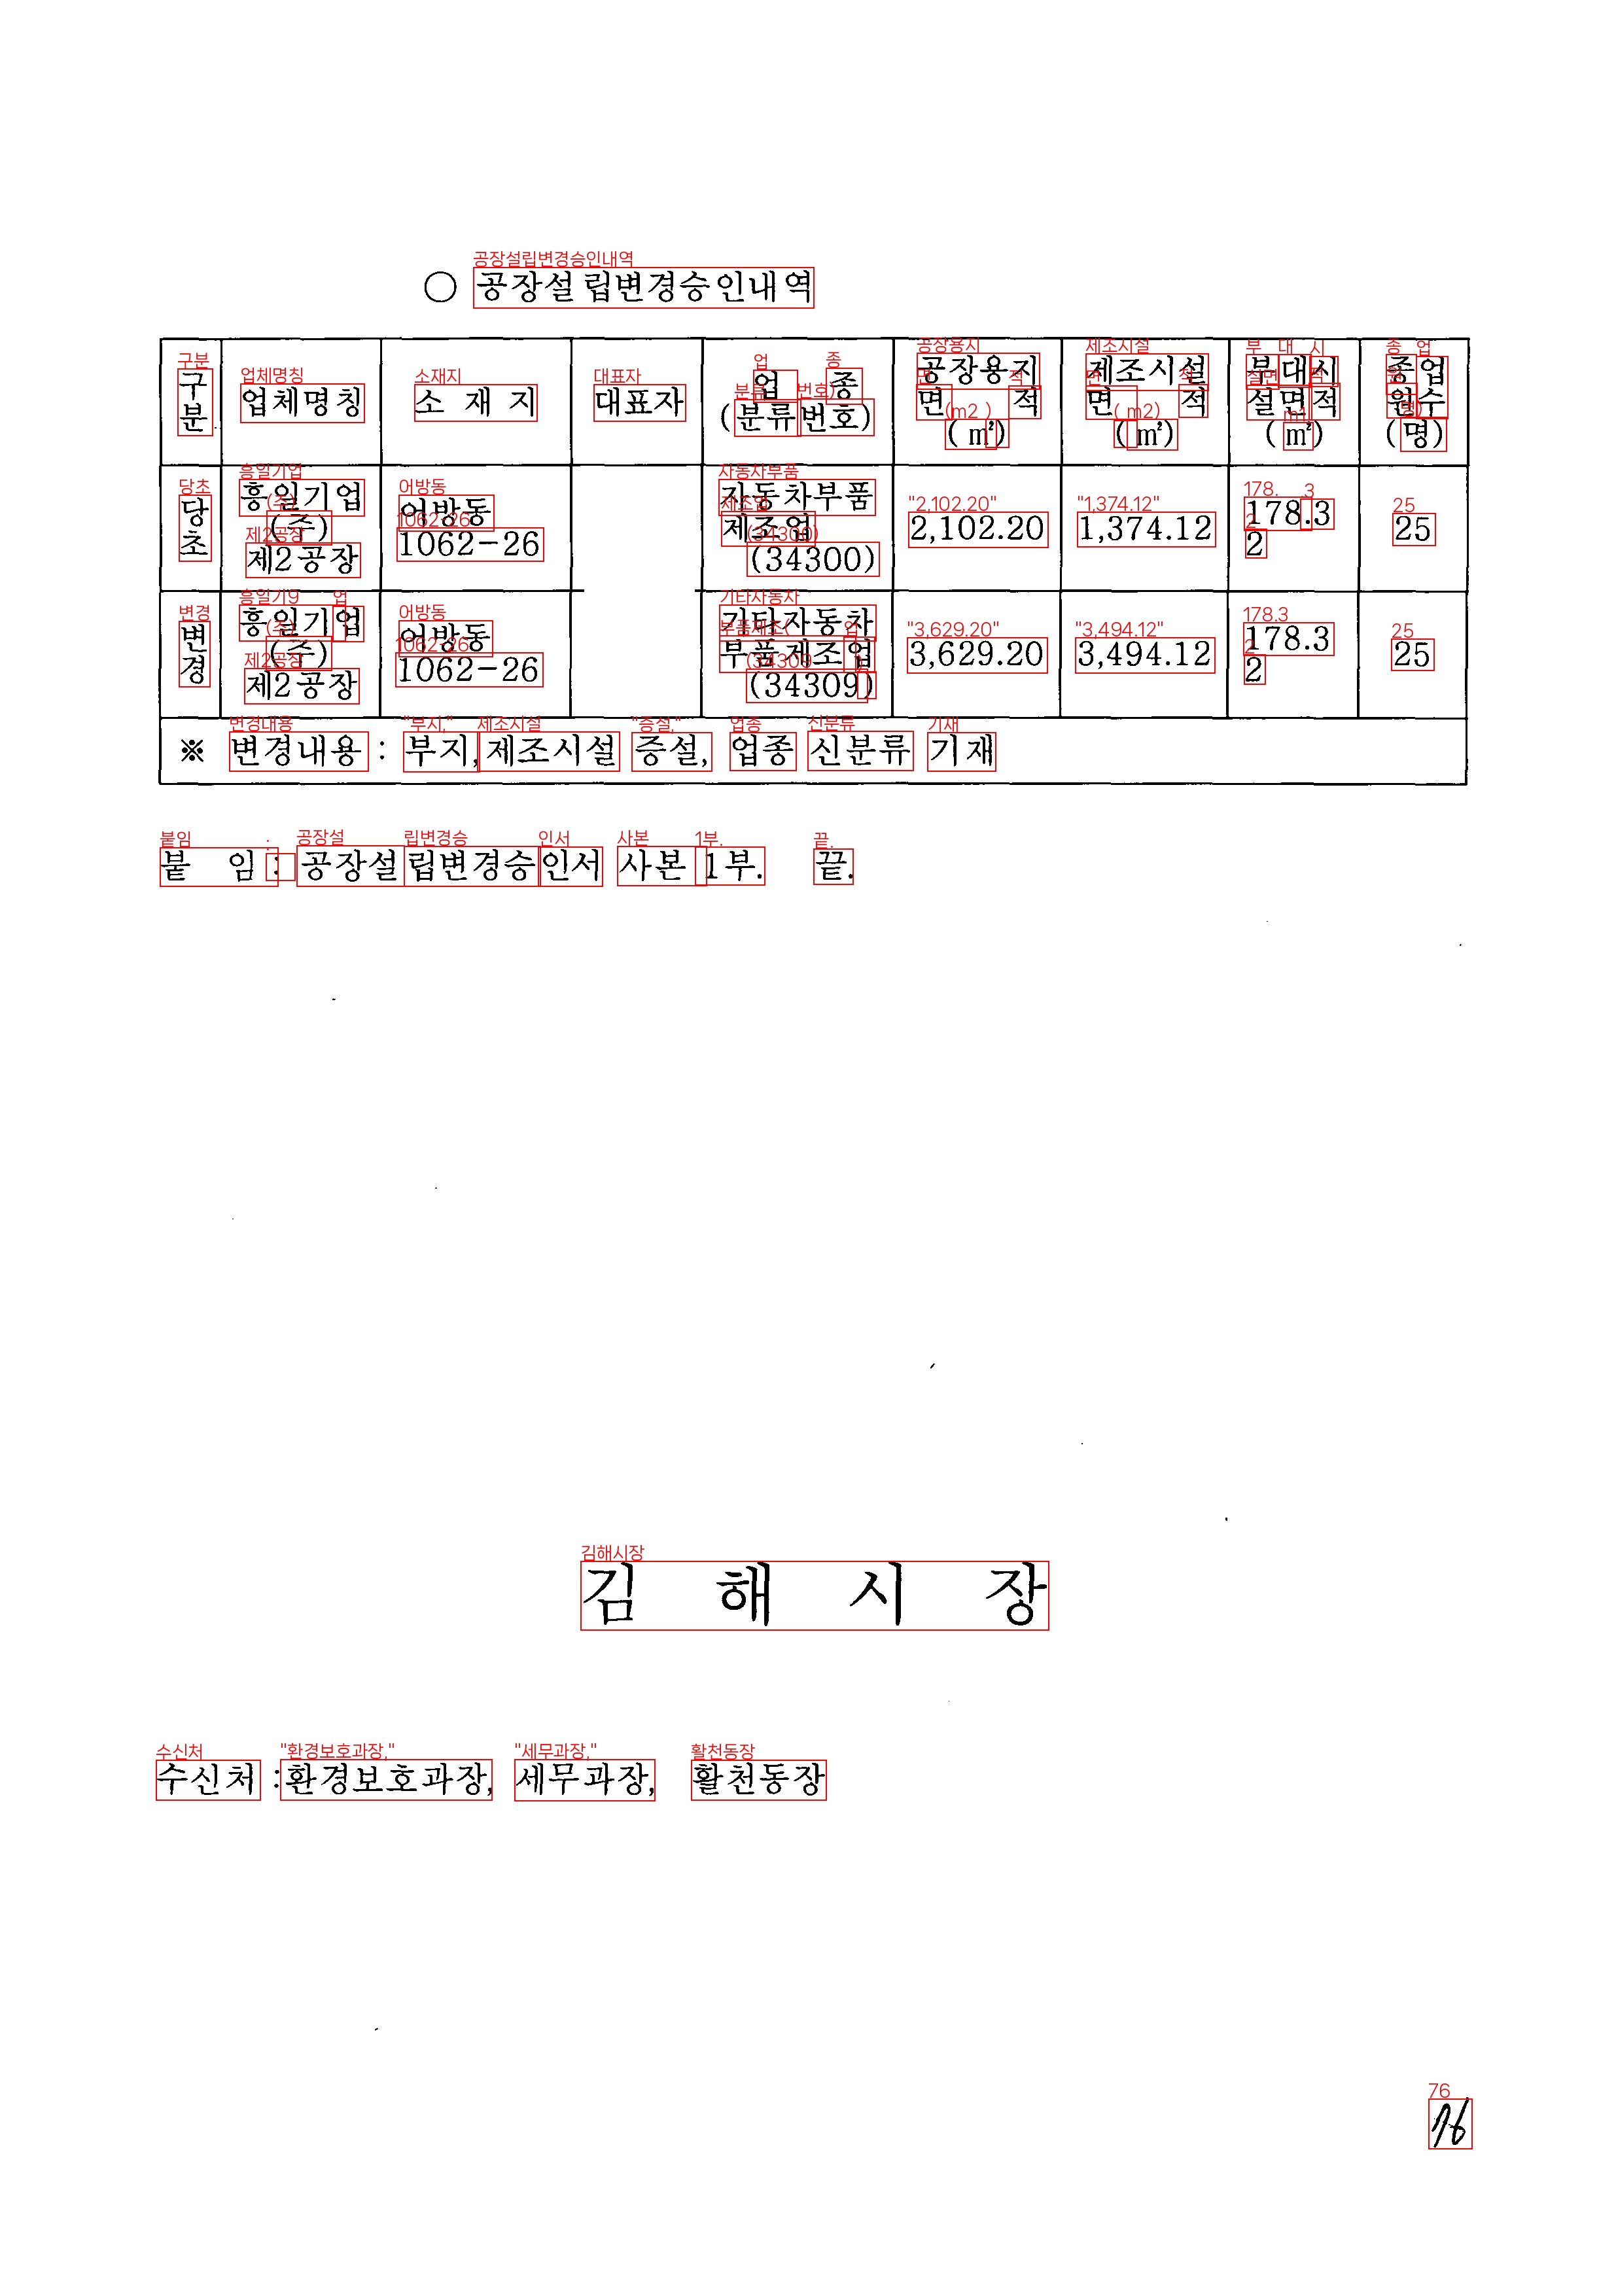 ○ 공장설립변경승인내역
구분 업체명칭 소재지 대표자 업종 (분류번호) 공장용지 면적 (㎡) 제조시설 면적 (㎡) 부대시설면적 (㎡) 종업원수 (명)
당초 흥일기업 (주) 제2공장 어방동 1062-26 자동차부품 제조업 (34300) 2,102.20 1,374.12 178.32 25
변경 흥일기업 (주) 제2공장 어방동 1062-26 기타자동차 부품제조업 (34309) 3,629.20 3,494.12 178.32 25
※ 변경내용 : 부지, 제조시설 증설, 업종 신분류 기재
붙 임 : 공장설립변경승인서 사본 1부. 끝.
김 해 시 장
수신처 : 환경보호과장, 세무과장, 활천동장
76